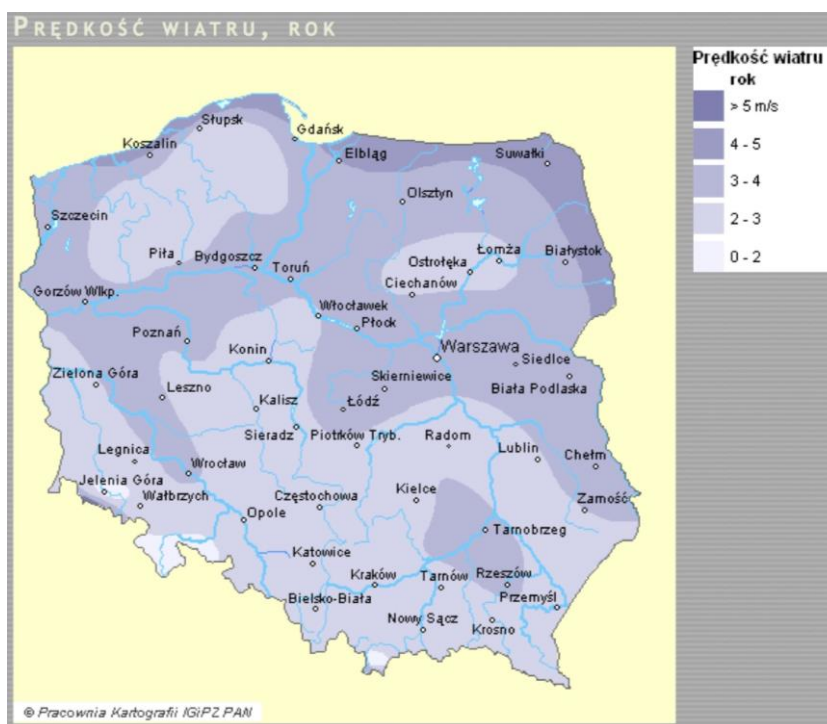 PRĘDKOŚĆ WIATRU, ROK
Prędkość wiatru
rok
> 5 m/s
4 - 5
3 - 4
2 - 3
0 - 2
Słupsk
Gdańsk
Koszalin
Elbląg
Suwałki
Olsztyn
Szczecin
Piła
Bydgoszcz
Toruń
Ostrołęka
Łomża
Białystok
Ciechanów
Gorzów Wlkp.
Włocławek
Płock
Poznań
Konin
Warszawa
Siedlce
Zielona Góra
Leszno
Skierniewice
Biała Podlaska
Kalisz
Łódź
Sieradz
Piotrków Tryb.
Radom
Lublin
Chełm
Legnica
Wrocław
Jelenia Góra
Wałbrzych
Częstochowa
Kielce
Zamość
Opole
Tarnobrzeg
Katowice
Kraków
Tarnów
Rzeszów
Bielsko-Biała
Przemyśl
Nowy Sącz
Krosno
© Pracownia Kartografii IGiPZ PAN